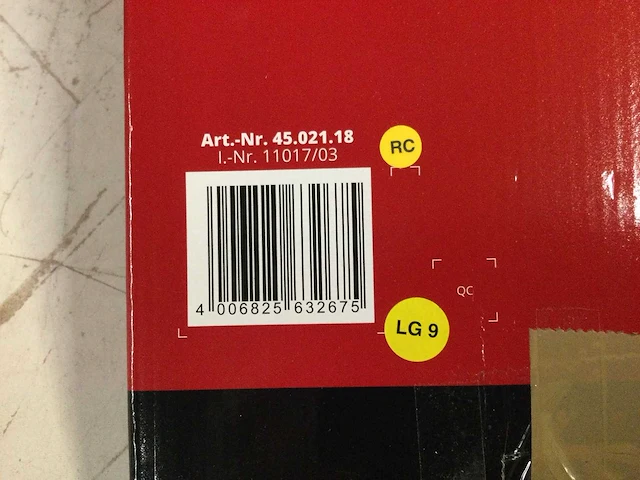 Art.-Nr. 45.021.18
I.-Nr. 11017/03
RC
4 006825 632675
QC
LG 9